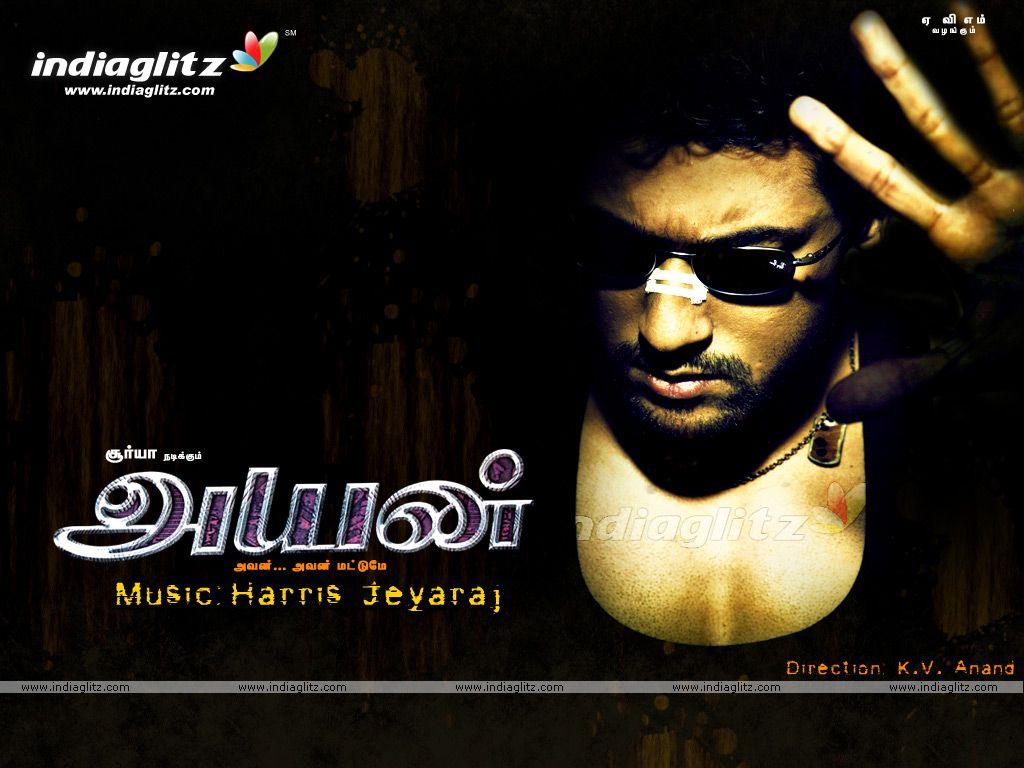 indiaglitz SM
www.indiaglitz.com
ஏ வி எம்
வழங்கும்
சூர்யா நடிக்கும்
அயன்
அவன்... அவன் மட்டுமே
Music: Harris Jeyaraj
indiaglitz
Direction: K.V. Anand
www.indiaglitz.com www.indiaglitz.com www.indiaglitz.com www.indiaglitz.com www.indiaglitz.com